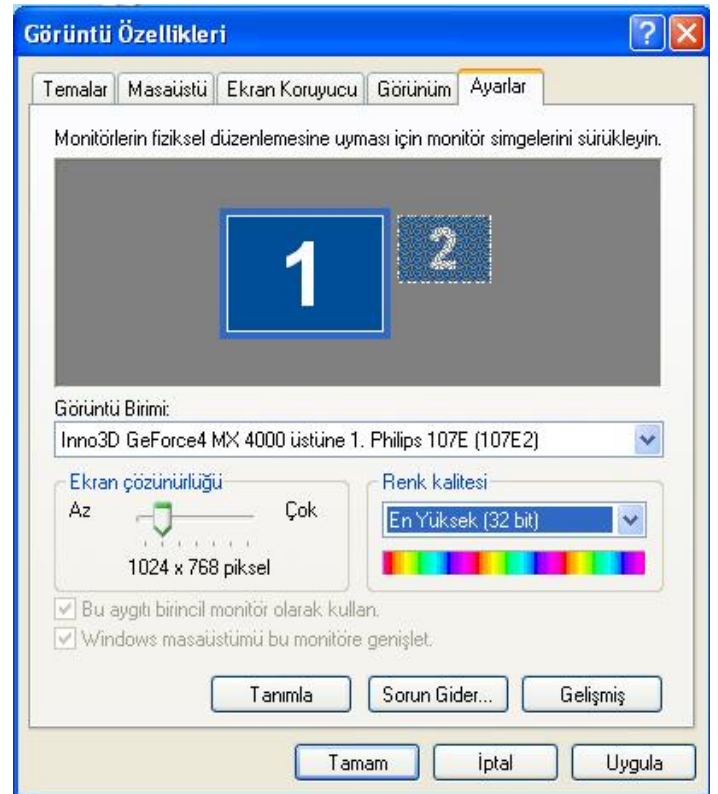 Görüntü Özellikleri
Temalar Masaüstü Ekran Koruyucu Görünüm Ayarlar
Monitörlerin fiziksel düzenlemesine uyması için monitör simgelerini sürükleyin.
1 2
Görüntü Birimi:
Inno3D GeForce4 MX 4000 üstüne 1. Philips 107E (107E2)
Ekran çözünürlüğü Renk kalitesi
Az Çok En Yüksek (32 bit)
1024 x 768 piksel
Bu aygıtı birincil monitör olarak kullan.
Windows masaüstümü bu monitöre genişlet.
Tanımla Sorun Gider... Gelişmiş
Tamam İptal Uygula